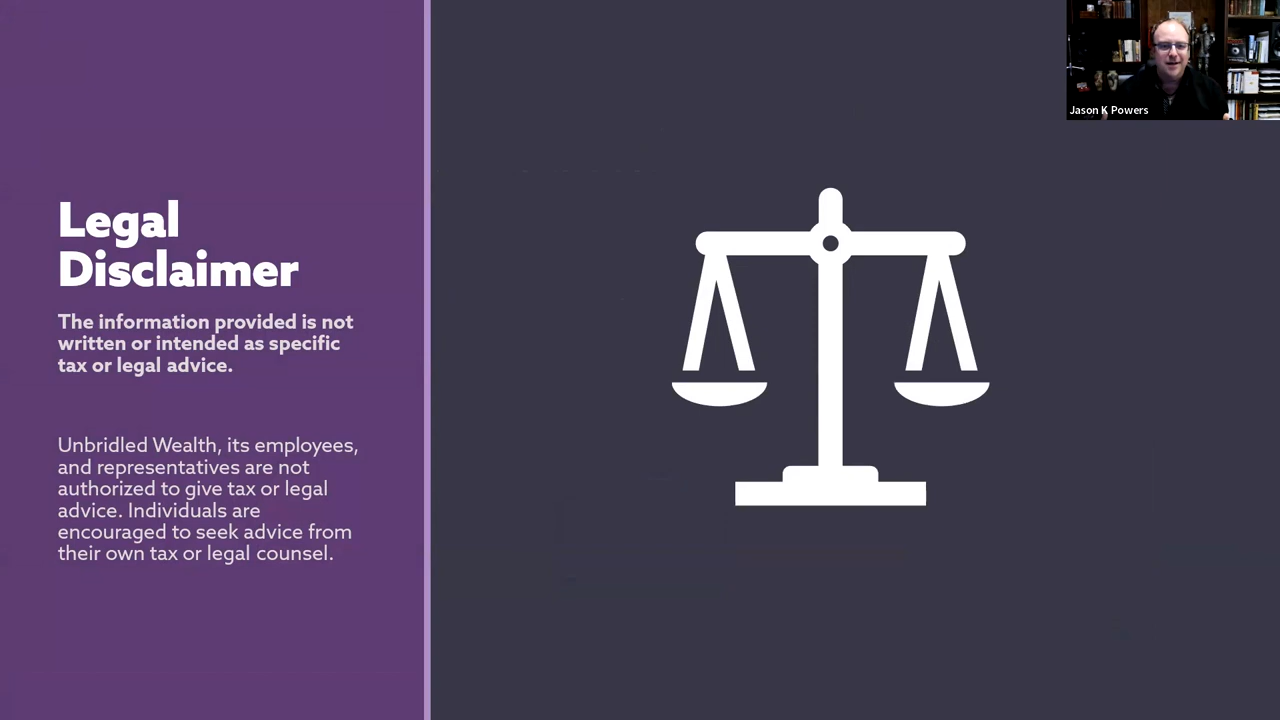 Jason K Powers
Legal
Disclaimer
The information provided is not
written or intended as specific
tax or legal advice.
Unbridled Wealth, its employees,
and representatives are not
authorized to give tax or legal
advice. Individuals are
encouraged to seek advice from
their own tax or legal counsel.